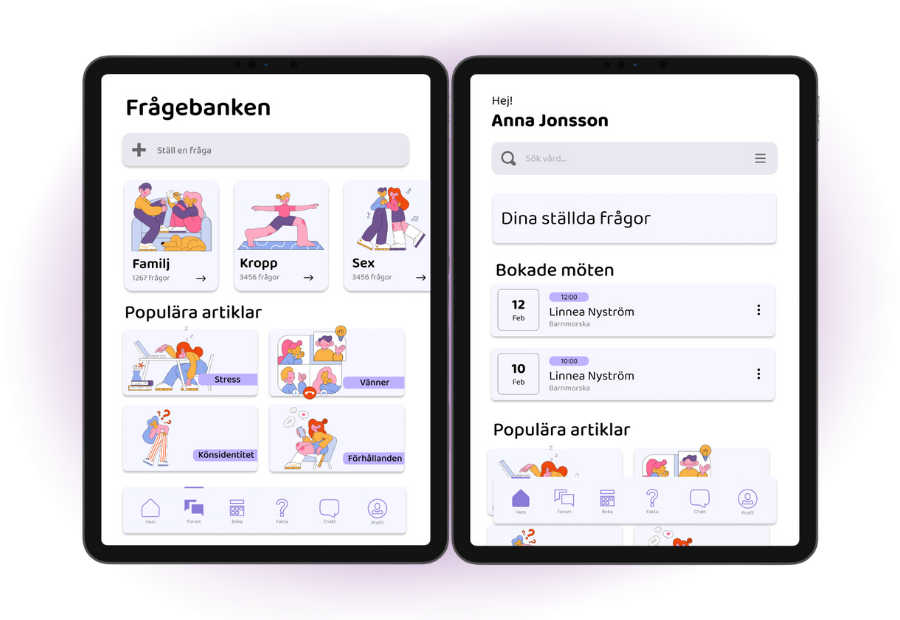 Frågebanken
Ställ en fråga
Familj
1267 frågor
Kropp
3456 frågor
Sex
3456 frågor
Populära artiklar
Stress
Vänner
Könsidentitet
Förhållanden
Hem
Forum
Boka
Fakta
Chatt
Profil
Hej!
Anna Jonsson
Sök vård...
Dina ställda frågor
Bokade möten
12
Feb
12:00
Linnea Nyström
Barnmorska
10
Feb
10:00
Linnea Nyström
Barnmorska
Populära artiklar
Hem
Forum
Boka
Fakta
Chatt
Profil